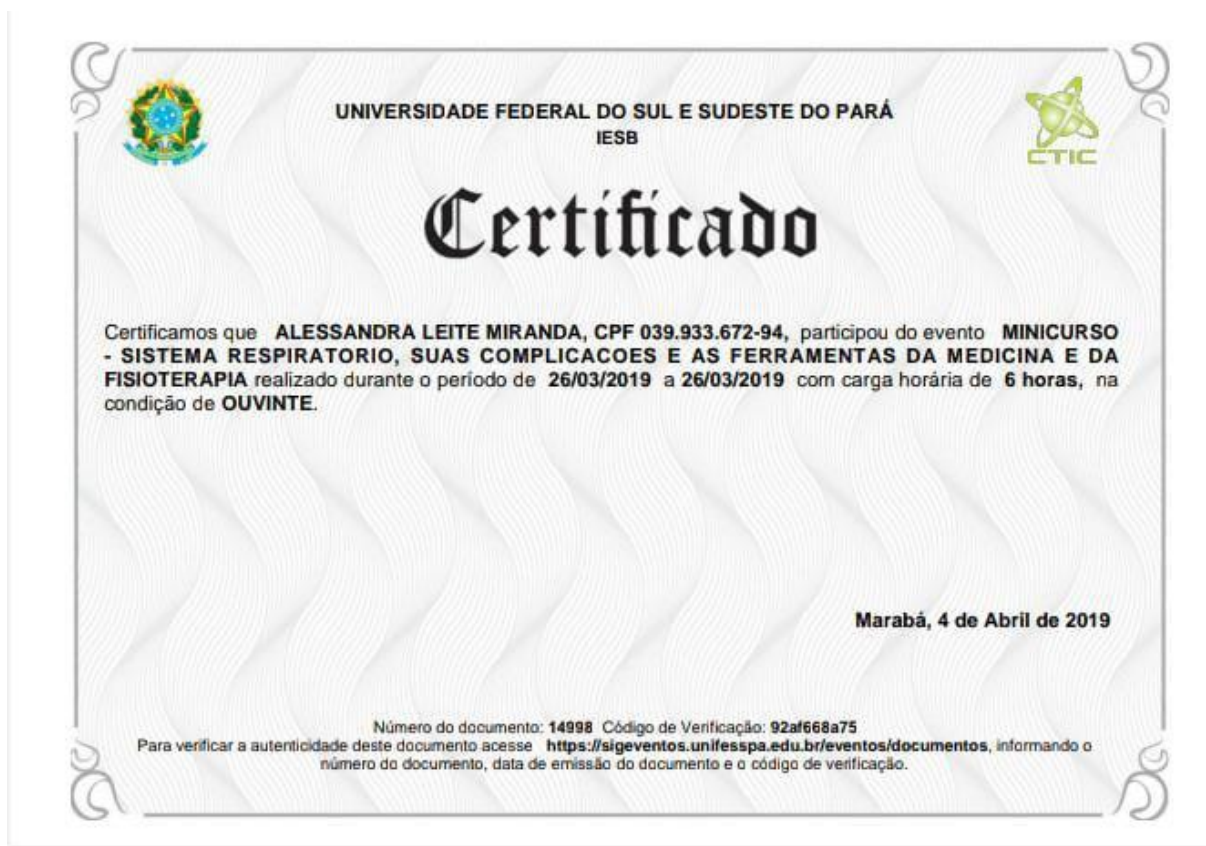 UNIVERSIDADE FEDERAL DO SUL E SUDESTE DO PARÁ
IESB
CTIC
Certificado
Certificamos que ALESSANDRA LEITE MIRANDA, CPF 039.933.672-94, participou do evento MINICURSO
- SISTEMA RESPIRATORIO, SUAS COMPLICACOES E AS FERRAMENTAS DA MEDICINA E DA
FISIOTERAPIA realizado durante o período de 26/03/2019 a 26/03/2019 com carga horária de 6 horas, na
condição de OUVINTE.
Marabá, 4 de Abril de 2019
Número do documento: 14998 Código de Verificação: 92af668a75
Para verificar a autenticidade deste documento acesse https://sigeventos.unifesspa.edu.br/eventos/documentos, informando o
número do documento, data de emissão do documento e o código de verificação.